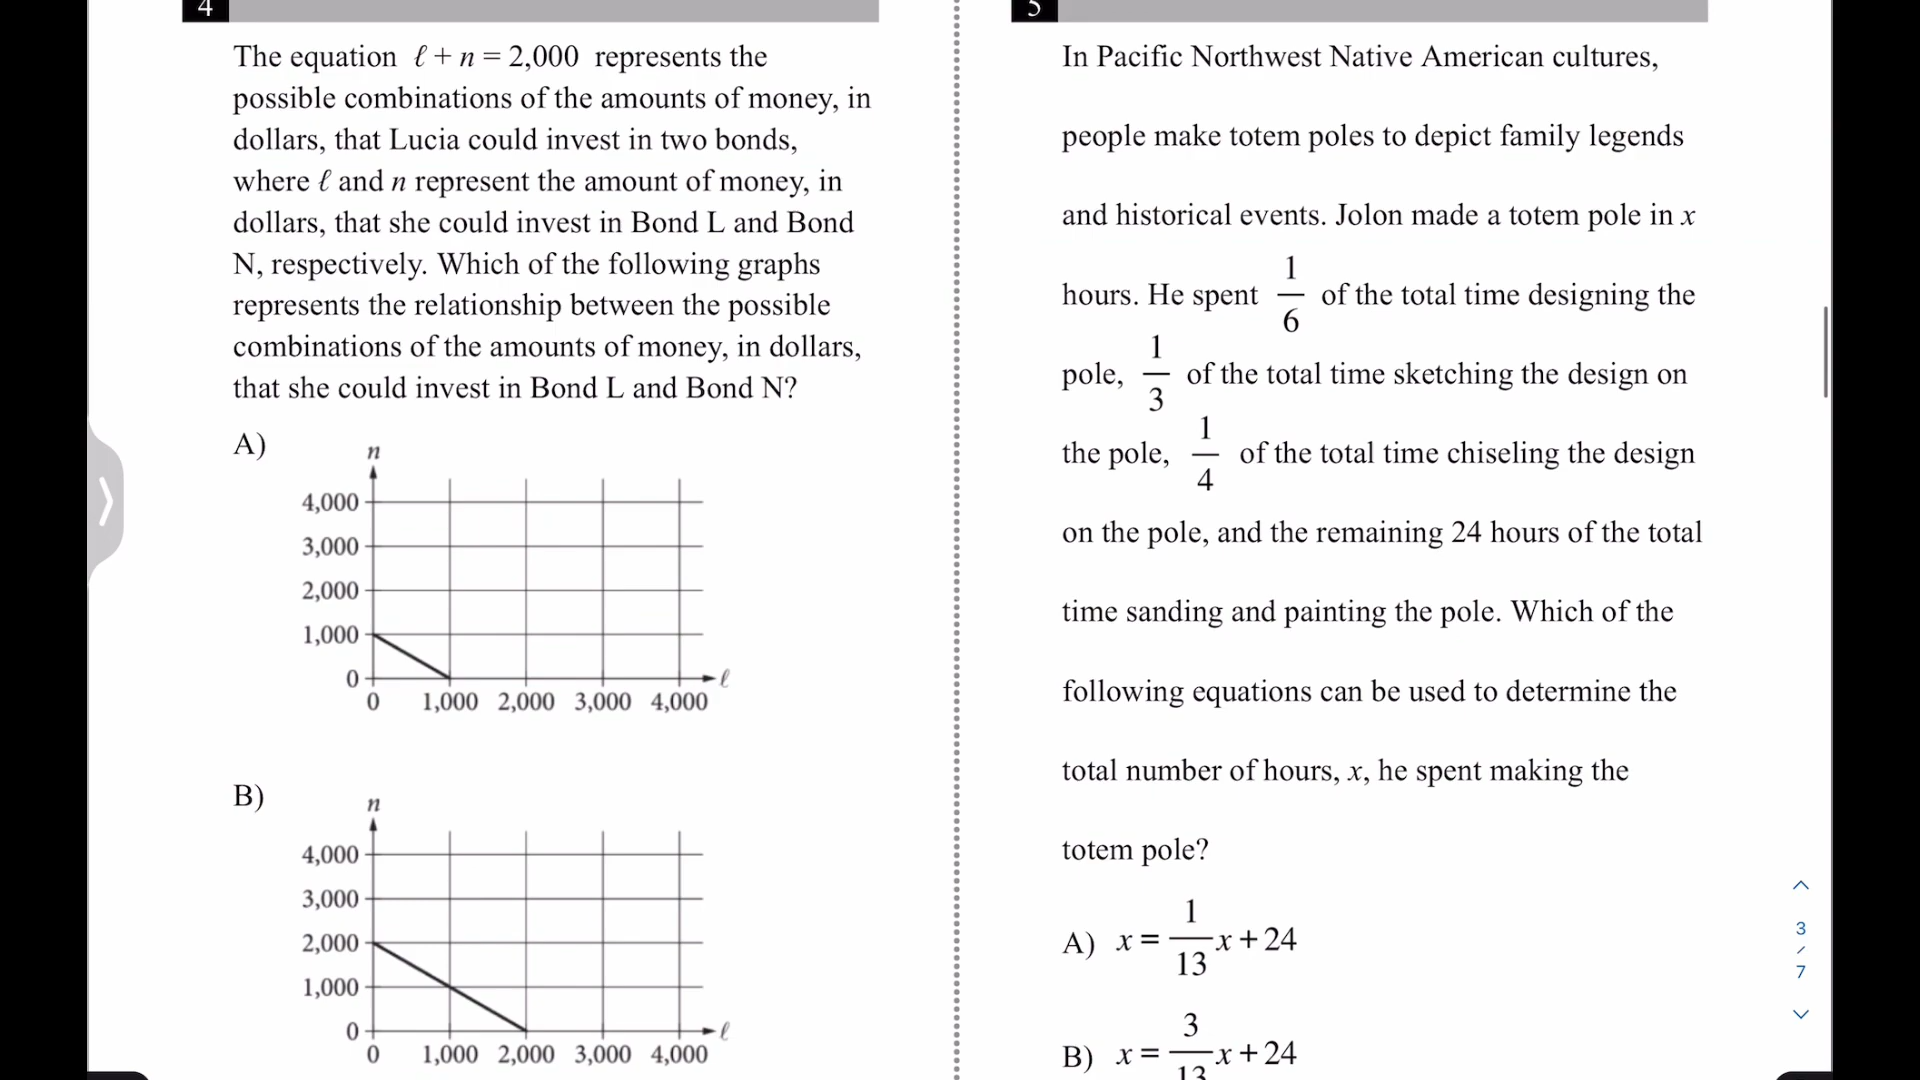 4
The equation ℓ + n = 2,000 represents the
possible combinations of the amounts of money, in
dollars, that Lucia could invest in two bonds,
where ℓ and n represent the amount of money, in
dollars, that she could invest in Bond L and Bond
N, respectively. Which of the following graphs
represents the relationship between the possible
combinations of the amounts of money, in dollars,
that she could invest in Bond L and Bond N?
A)
n
4,000
3,000
2,000
1,000
0
ℓ
0 1,000 2,000 3,000 4,000
B)
n
4,000
3,000
2,000
1,000
0
ℓ
0 1,000 2,000 3,000 4,000
5
In Pacific Northwest Native American cultures,
people make totem poles to depict family legends
and historical events. Jolon made a totem pole in x
hours. He spent 1/6 of the total time designing the
pole, 1/3 of the total time sketching the design on
the pole, 1/4 of the total time chiseling the design
on the pole, and the remaining 24 hours of the total
time sanding and painting the pole. Which of the
following equations can be used to determine the
total number of hours, x, he spent making the
totem pole?
A) x = 1/13 x + 24
B) x = 3/13 x + 24
3
/
7